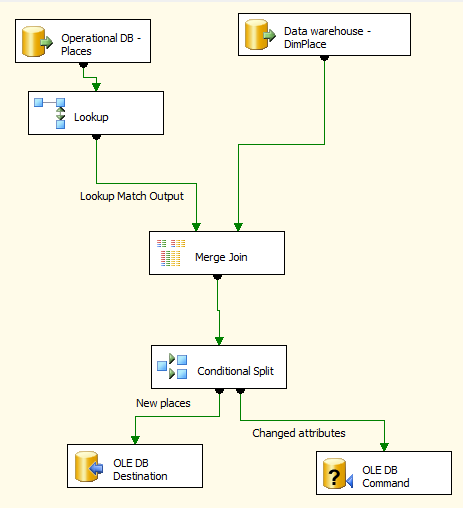 Operational DB -
Places
Data warehouse -
DimPlace
Lookup
Lookup Match Output
Merge Join
Conditional Split
New places
Changed attributes
OLE DB
Destination
?
OLE DB
Command